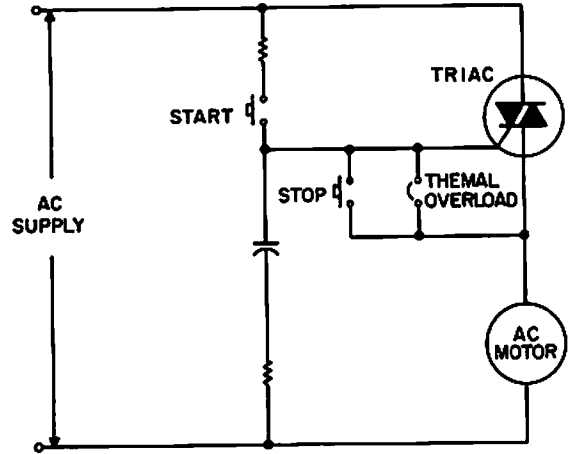 TRIAC
START
AC
SUPPLY
STOP
THEMAL
OVERLOAD
AC
MOTOR